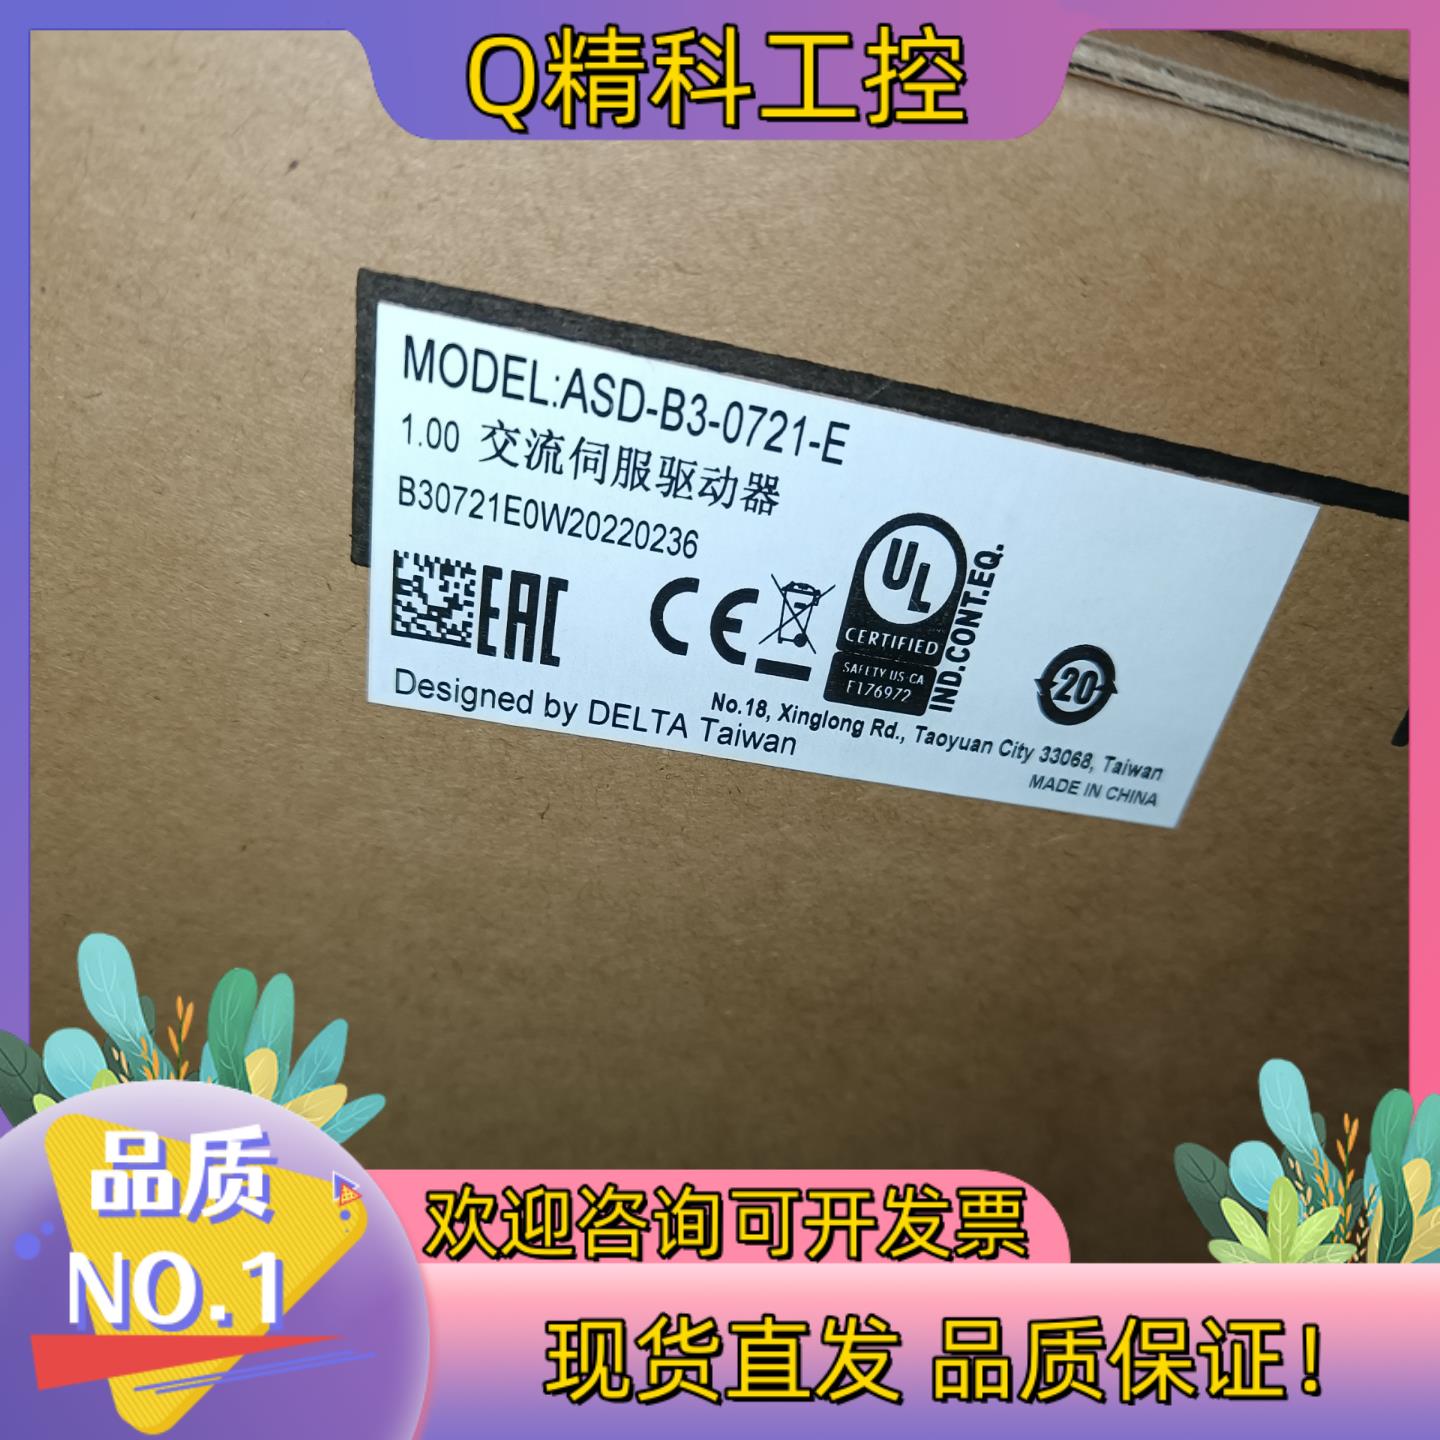 Q精科工控
MODEL:ASD-B3-0721-E
1.00 交流伺服驱动器
B30721E0W20220236
EAC
CE
UL
CERTIFIED
SAFETY US-CA
F176972
IND.CONT.EQ.
20
No.18, Xinglong Rd., Taoyuan City 33068, Taiwan
Designed by DELTA Taiwan
MADE IN CHINA
品质
NO.1
欢迎咨询可开发票
现货直发 品质保证!